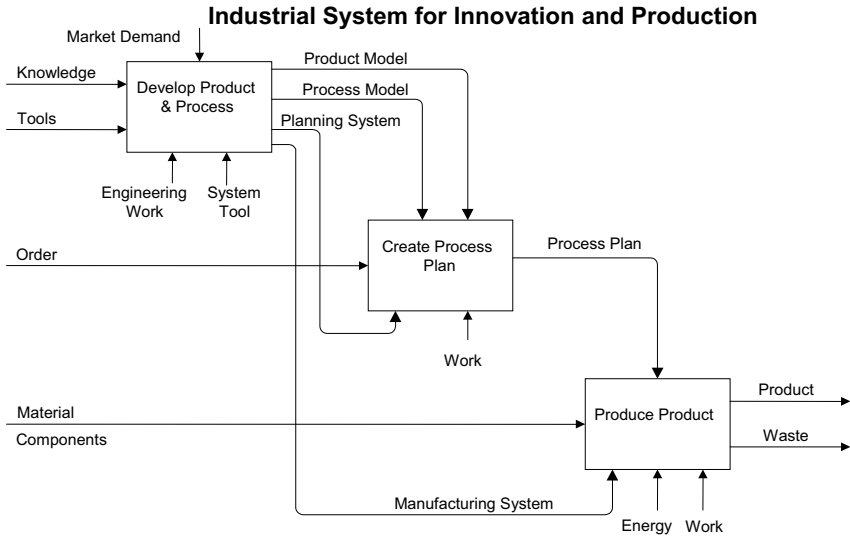 Industrial System for Innovation and Production
Market Demand
Knowledge
Tools
Develop Product
& Process
Product Model
Process Model
Planning System
Engineering
Work
System
Tool
Order
Create Process
Plan
Process Plan
Work
Material
Components
Produce Product
Product
Waste
Manufacturing System
Energy
Work